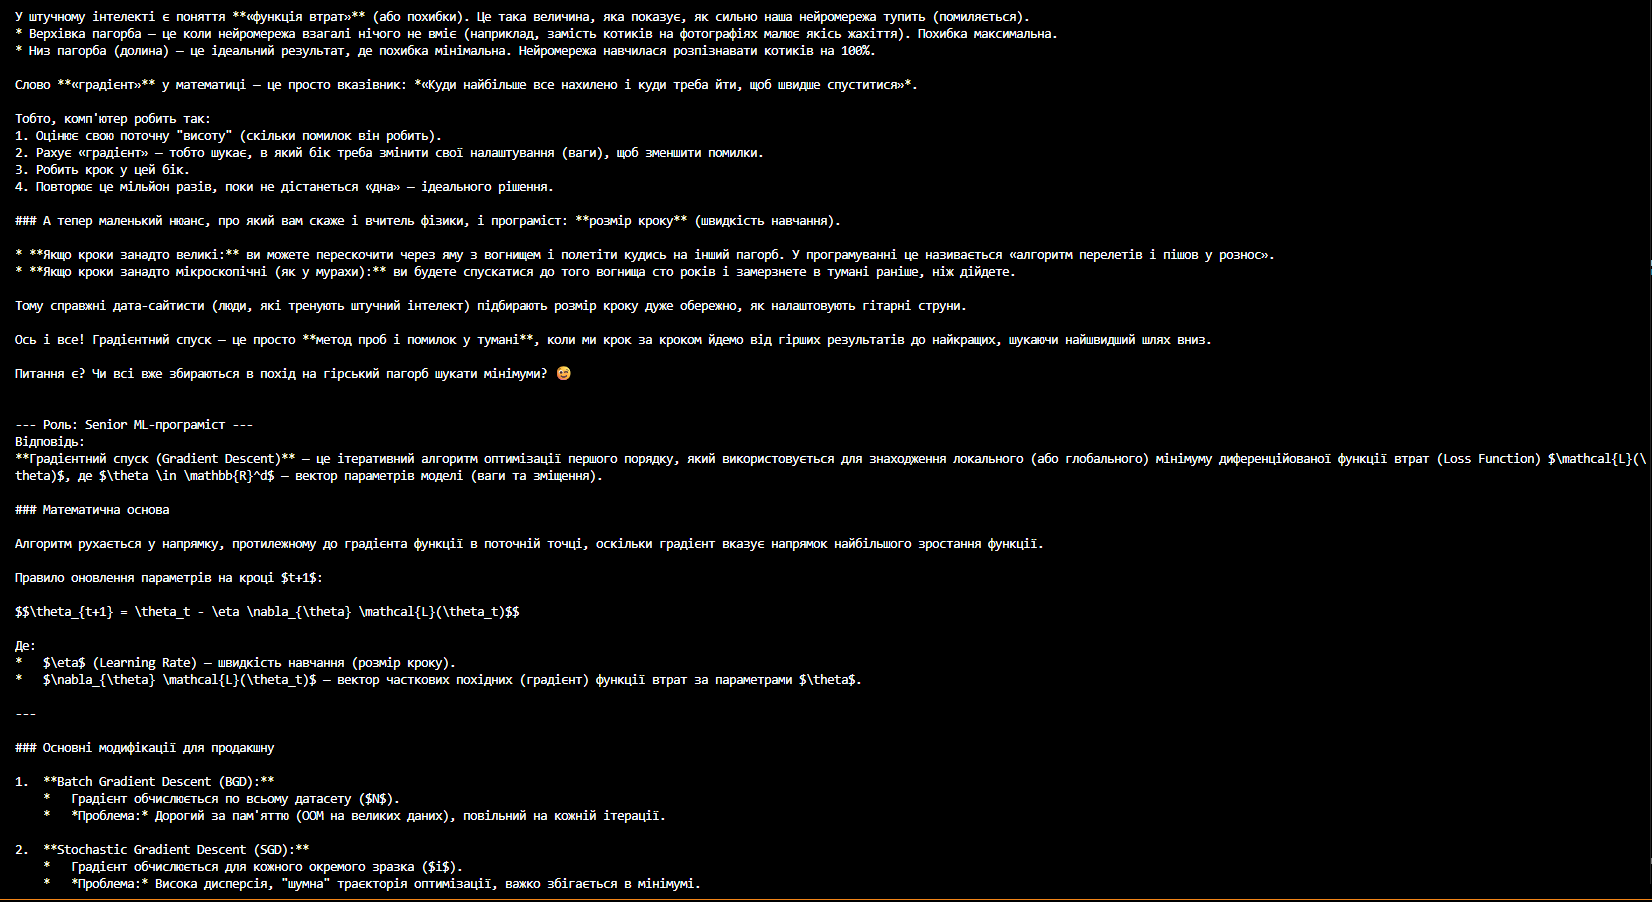 У штучному інтелекті є поняття **«функція втрат»** (або похибки). Це така величина, яка показує, як сильно наша нейромережа тупить (помиляється).
* Верхівка пагорба — це коли нейромережа взагалі нічого не вміє (наприклад, замість котиків на фотографіях малює якісь жахіття). Похибка максимальна.
* Низ пагорба (долина) — це ідеальний результат, де похибка мінімальна. Нейромережа навчилася розпізнавати котиків на 100%.
Слово **«градієнт»** у математиці — це просто вказівник: *«Куди найбільше все нахилено і куди треба йти, щоб швидше спуститися»*.
Тобто, комп'ютер робить так:
1. Оцінює свою поточну "висоту" (скільки помилок він робить).
2. Рахує «градієнт» — тобто шукає, в який бік треба змінити свої налаштування (ваги), щоб зменшити помилки.
3. Робить крок у цей бік.
4. Повторює це мільйон разів, поки не дістанеться «дна» — ідеального рішення.
### А тепер маленький нюанс, про який вам скаже і вчитель фізики, і програміст: **розмір кроку** (швидкість навчання).
* **Якщо кроки занадто великі:** ви можете перескочити через яму з вогнищем і полетіти кудись на інший пагорб. У програмуванні це називається «алгоритм перелетів і пішов у рознос».
* **Якщо кроки занадто мікроскопічні (як у мурахи):** ви будете спускатися до того вогнища сто років і замерзнете в тумані раніше, ніж дійдете.
Тому справжні дата-сайтисти (люди, які тренують штучний інтелект) підбирають розмір кроку дуже обережно, як налаштовують гітарні струни.
Ось і все! Градієнтний спуск — це просто **метод проб і помилок у тумані**, коли ми крок за кроком йдемо від гірших результатів до найкращих, шукаючи найшвидший шлях вниз.
Питання є? Чи всі вже збираються в похід на гірський пагорб шукати мінімуми? 😉
--- Роль: Senior ML-програміст ---
Відповідь:
**Градієнтний спуск (Gradient Descent)** — це ітеративний алгоритм оптимізації першого порядку, який використовується для знаходження локального (або глобального) мінімуму диференційованої функції втрат (Loss Function) $\mathcal{L}(\
theta)$, де $\theta \in \mathbb{R}^d$ — вектор параметрів моделі (ваги та зміщення).
### Математична основа
Алгоритм рухається у напрямку, протилежному до градієнта функції в поточній точці, оскільки градієнт вказує напрямок найбільшого зростання функції.
Правило оновлення параметрів на кроці $t+1$:
$$\theta_{t+1} = \theta_t - \eta \nabla_{\theta} \mathcal{L}(\theta_t)$$
Де:
*   $\eta$ (Learning Rate) — швидкість навчання (розмір кроку).
*   $\nabla_{\theta} \mathcal{L}(\theta_t)$ — вектор часткових похідних (градієнт) функції втрат за параметрами $\theta$.
---
### Основні модифікації для продакшну
1.  **Batch Gradient Descent (BGD):**
    *   Градієнт обчислюється по всьому датасету ($N$).
    *   *Проблема:* Дорогий за пам'яттю (OOM на великих даних), повільний на кожній ітерації.
2.  **Stochastic Gradient Descent (SGD):**
    *   Градієнт обчислюється для кожного окремого зразка ($i$).
    *   *Проблема:* Висока дисперсія, "шумна" траєкторія оптимізації, важко збігається в мінімумі.